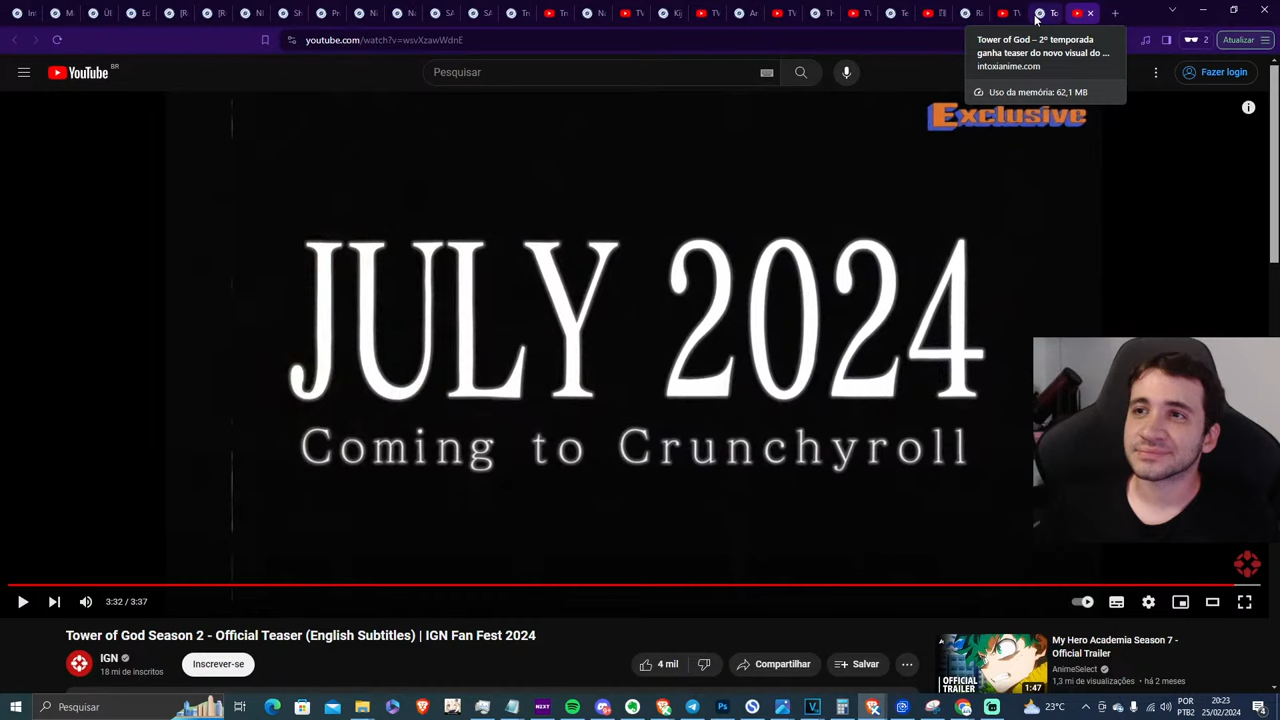 youtube.com/watch?v=wsvXzawWdnE
2
Atualizar
Tower of God – 2º temporada
ganha teaser do novo visual do ...
intoxianime.com
Uso da memória: 62,1 MB
YouTube BR
Pesquisar
Fazer login
Exclusive
JULY 2024
Coming to Crunchyroll
3:32 / 3:37
Tower of God Season 2 - Official Teaser (English Subtitles) | IGN Fan Fest 2024
IGN
18 mi de inscritos
Inscrever-se
4 mil
Compartilhar
Salvar
OFFICIAL
TRAILER
1:47
My Hero Academia Season 7 -
Official Trailer
AnimeSelect
1,3 mi de visualizações • há 2 meses
Pesquisar
NEXT
23°C
POR
PTB2
20:23
25/02/2024